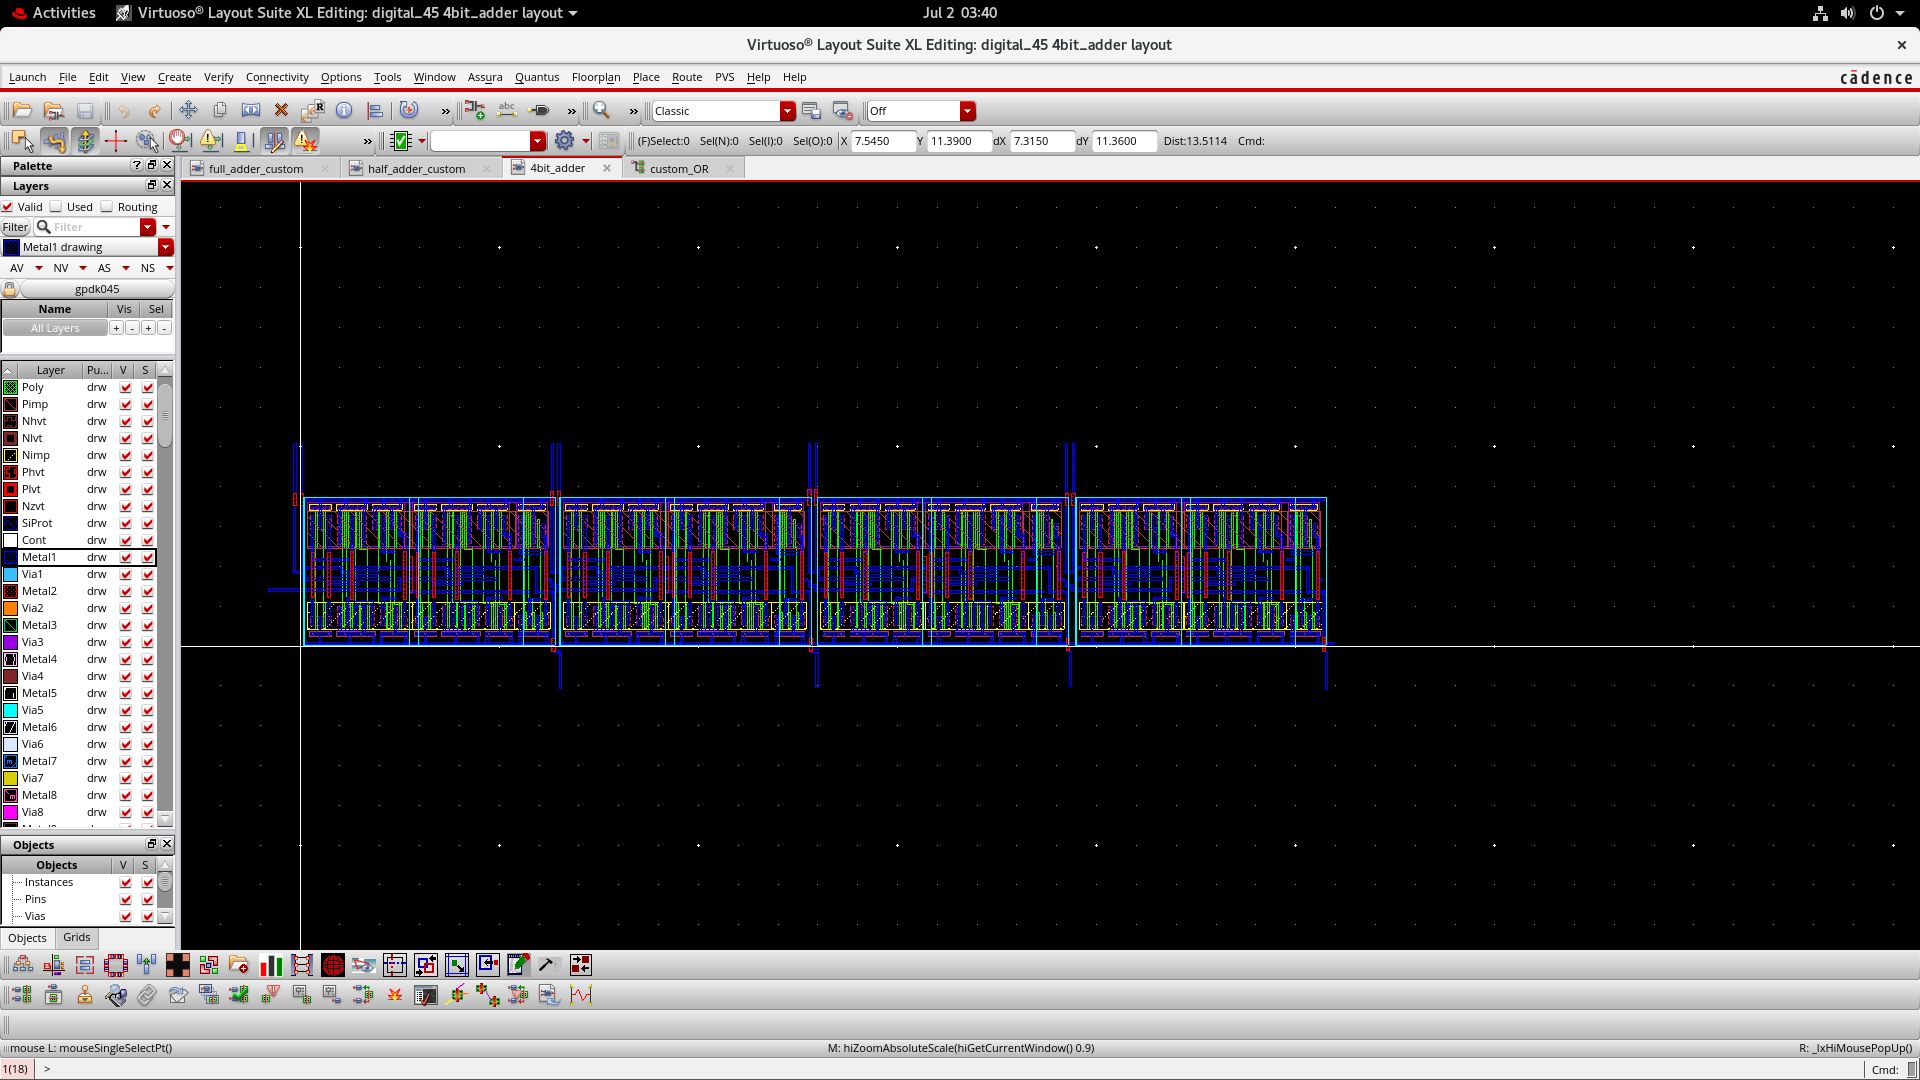 Activities Virtuoso® Layout Suite XL Editing: digital_45 4bit_adder layout Jul 2 03:40
Virtuoso® Layout Suite XL Editing: digital_45 4bit_adder layout
Launch File Edit View Create Verify Connectivity Options Tools Window Assura Quantus Floorplan Place Route PVS Help Help cādence
» » » Classic Off
» (F)Select:0 Sel(N):0 Sel(I):0 Sel(O):0 X 7.5450 Y 11.3900 dX 7.3150 dY 11.3600 Dist:13.5114 Cmd:
Palette
full_adder_custom half_adder_custom 4bit_adder custom_OR
Layers
Valid Used Routing
Filter Filter
Metal1 drawing
AV NV AS NS
gpdk045
Name Vis Sel
All Layers + - + -
Layer Pu... V S
Poly drw
Pimp drw
Nhvt drw
Nlvt drw
Nimp drw
Phvt drw
Plvt drw
Nzvt drw
SiProt drw
Cont drw
Metal1 drw
Via1 drw
Metal2 drw
Via2 drw
Metal3 drw
Via3 drw
Metal4 drw
Via4 drw
Metal5 drw
Via5 drw
Metal6 drw
Via6 drw
Metal7 drw
Via7 drw
Metal8 drw
Via8 drw
Objects
Objects V S
Instances
Pins
Vias
Objects Grids
mouse L: mouseSingleSelectPt() M: hiZoomAbsoluteScale(hiGetCurrentWindow() 0.9) R: _lxHiMousePopUp()
1(18) > Cmd: